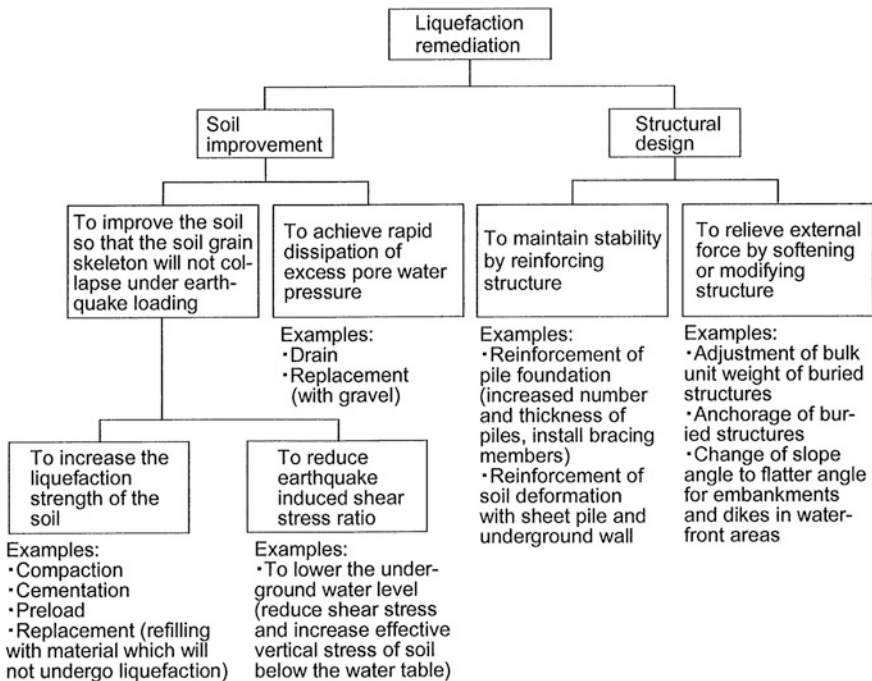 Liquefaction
remediation
Soil
improvement
Structural
design
To improve the soil
so that the soil grain
skeleton will not col-
lapse under earth-
quake loading
To achieve rapid
dissipation of
excess pore water
pressure
Examples:
・Drain
・Replacement
(with gravel)
To maintain stability
by reinforcing
structure
Examples:
・Reinforcement of
pile foundation
(increased number
and thickness of
piles, install bracing
members)
・Reinforcement of
soil deformation
with sheet pile and
underground wall
To relieve external
force by softening
or modifying
structure
Examples:
・Adjustment of bulk
unit weight of buried
structures
・Anchorage of bur-
ied structures
・Change of slope
angle to flatter angle
for embankments
and dikes in water-
front areas
To increase the
liquefaction
strength of the
soil
Examples:
・Compaction
・Cementation
・Preload
・Replacement (refilling
with material which will
not undergo liquefaction)
To reduce
earthquake
induced shear
stress ratio
Examples:
・To lower the under-
ground water level
(reduce shear stress
and increase effective
vertical stress of soil
below the water table)